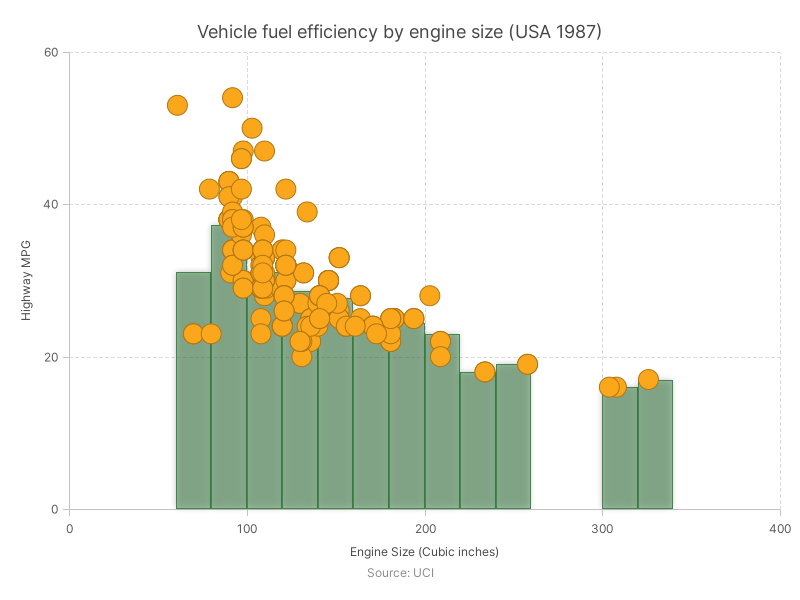 Vehicle fuel efficiency by engine size (USA 1987)
60
40
20
0
Highway MPG
0 100 200 300 400
Engine Size (Cubic inches)
Source: UCI